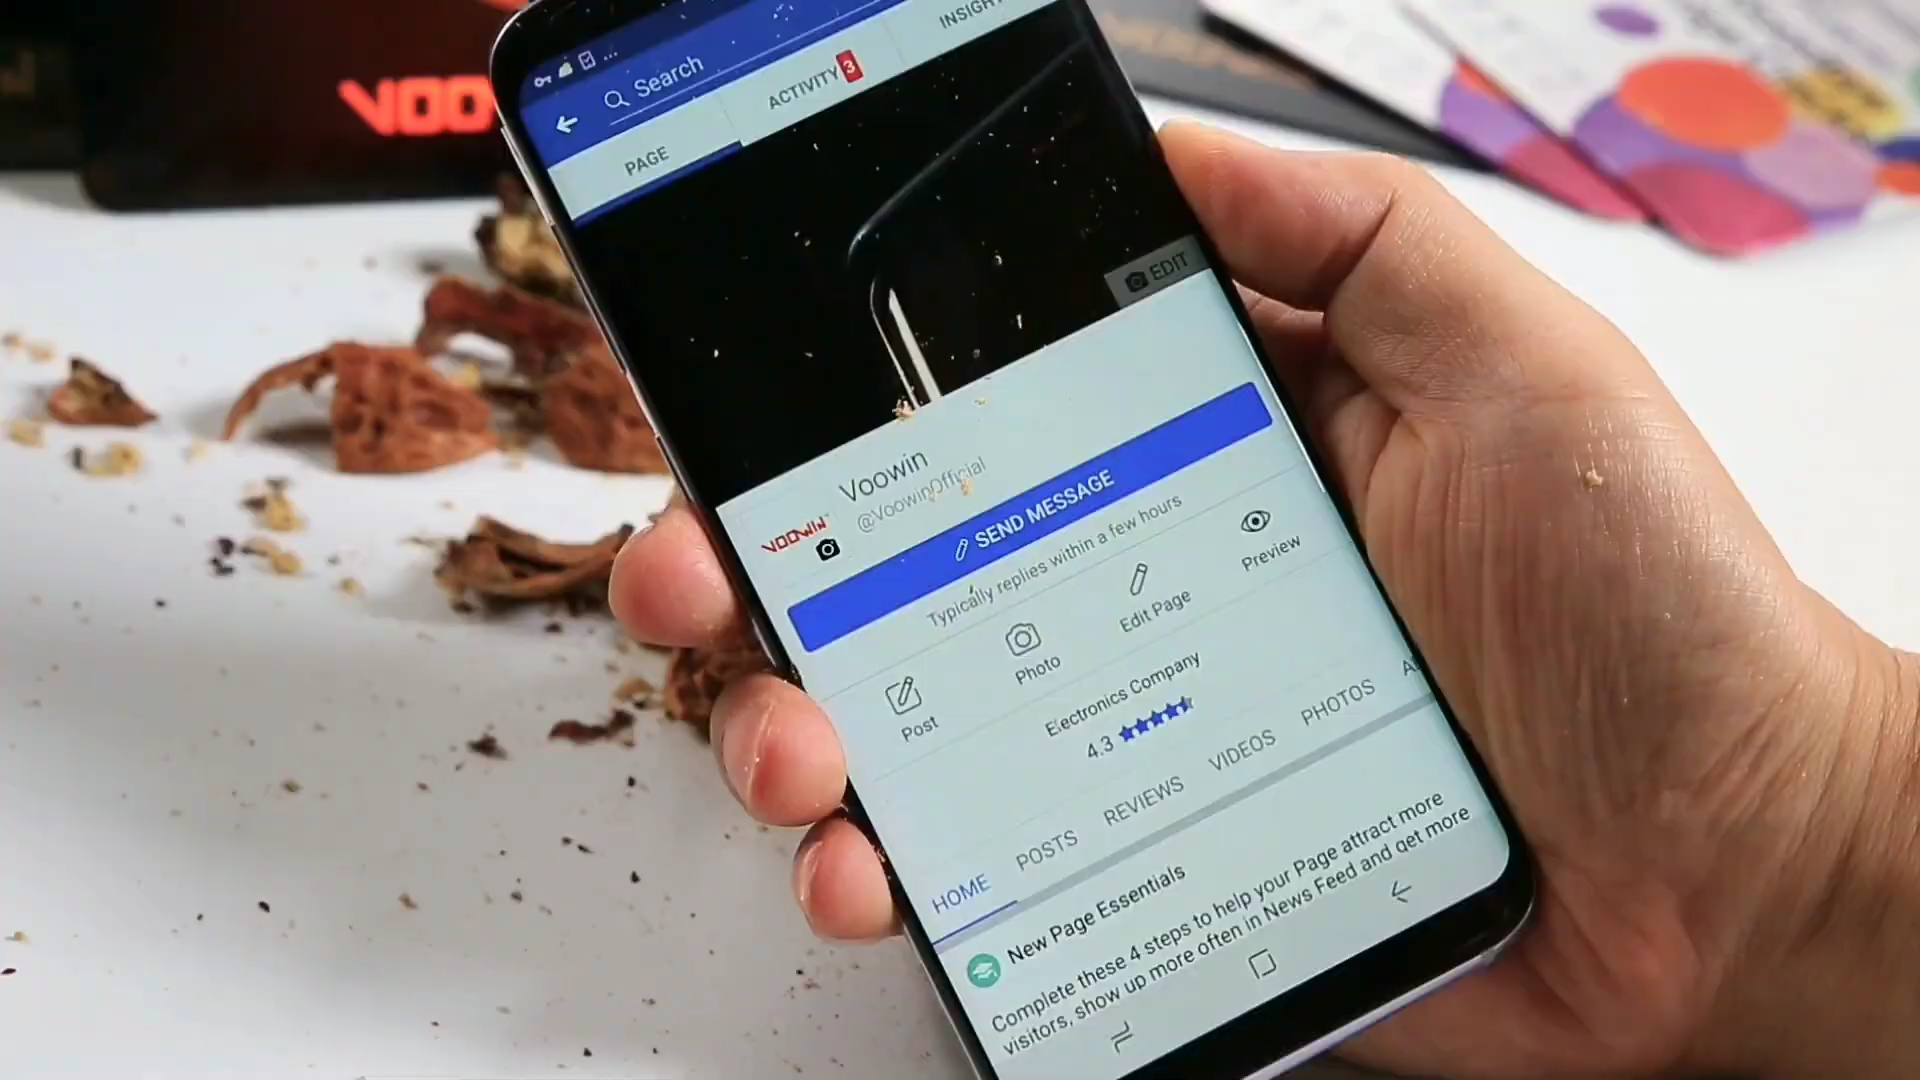 VOO
Search
PAGE
ACTIVITY 3
INSIGHT
EDIT
Voowin
@VoowinOfficial
VOOWIN
SEND MESSAGE
Typically replies within a few hours
Post
Photo
Edit Page
Preview
Electronics Company
4.3
HOME
POSTS
REVIEWS
VIDEOS
PHOTOS
New Page Essentials
Complete these 4 steps to help your Page attract more
visitors, show up more often in News Feed and get more